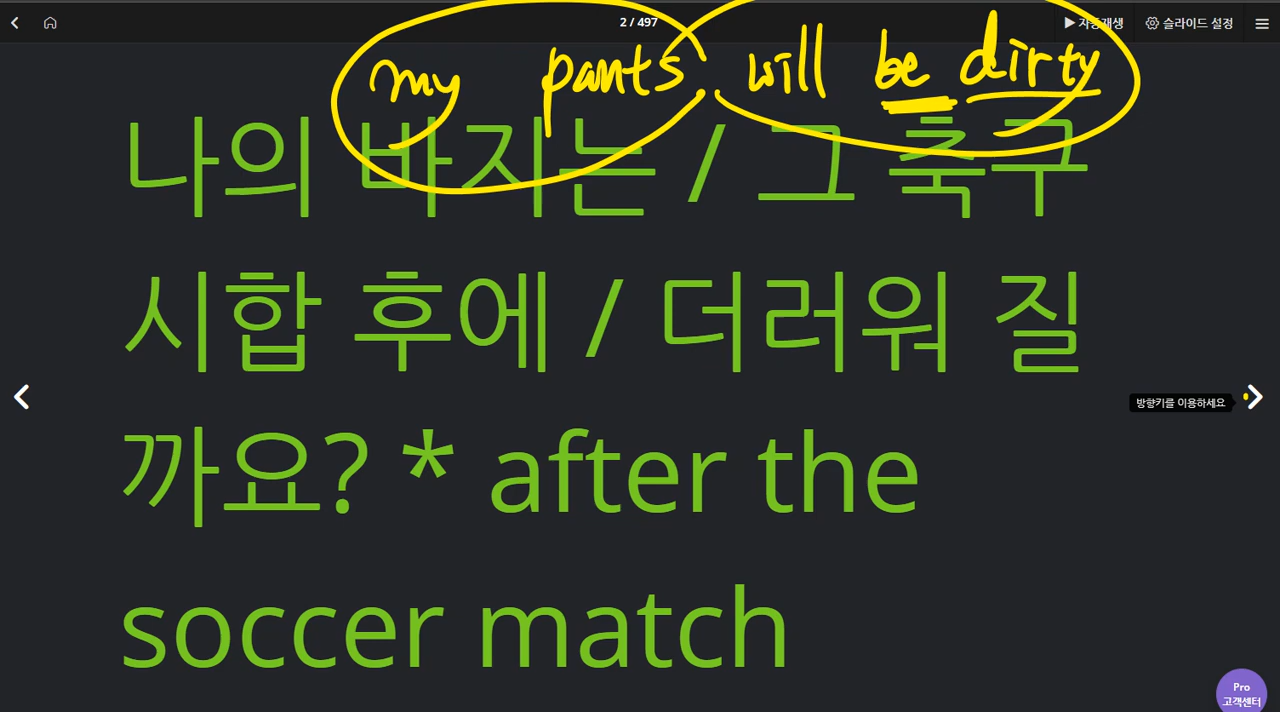 2 / 497
자동재생
슬라이드 설정
my pants will be dirty
나의 바지는 / 그 축구
시합 후에 / 더러워 질
까요? * after the
soccer match
방향키를 이용하세요
Pro
고객센터